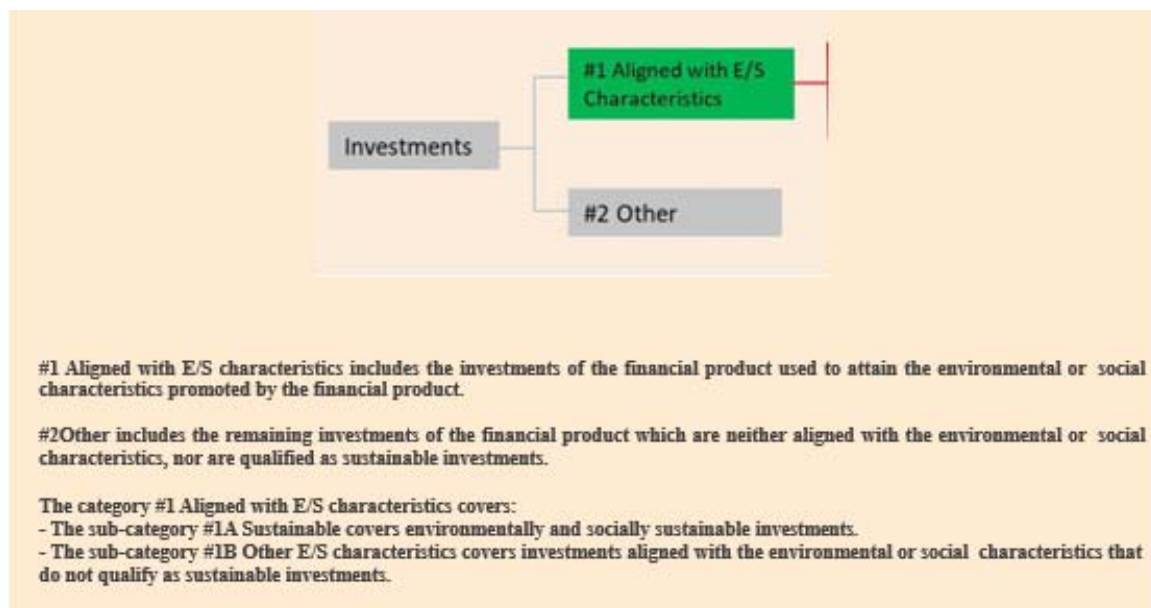 #1 Aligned with E/S
Characteristics
Investments
#2 Other
#1 Aligned with E/S characteristics includes the investments of the financial product used to attain the environmental or social
characteristics promoted by the financial product.
#2Other includes the remaining investments of the financial product which are neither aligned with the environmental or social
characteristics, nor are qualified as sustainable investments.
The category #1 Aligned with E/S characteristics covers:
- The sub-category #1A Sustainable covers environmentally and socially sustainable investments.
- The sub-category #1B Other E/S characteristics covers investments aligned with the environmental or social characteristics that
do not qualify as sustainable investments.